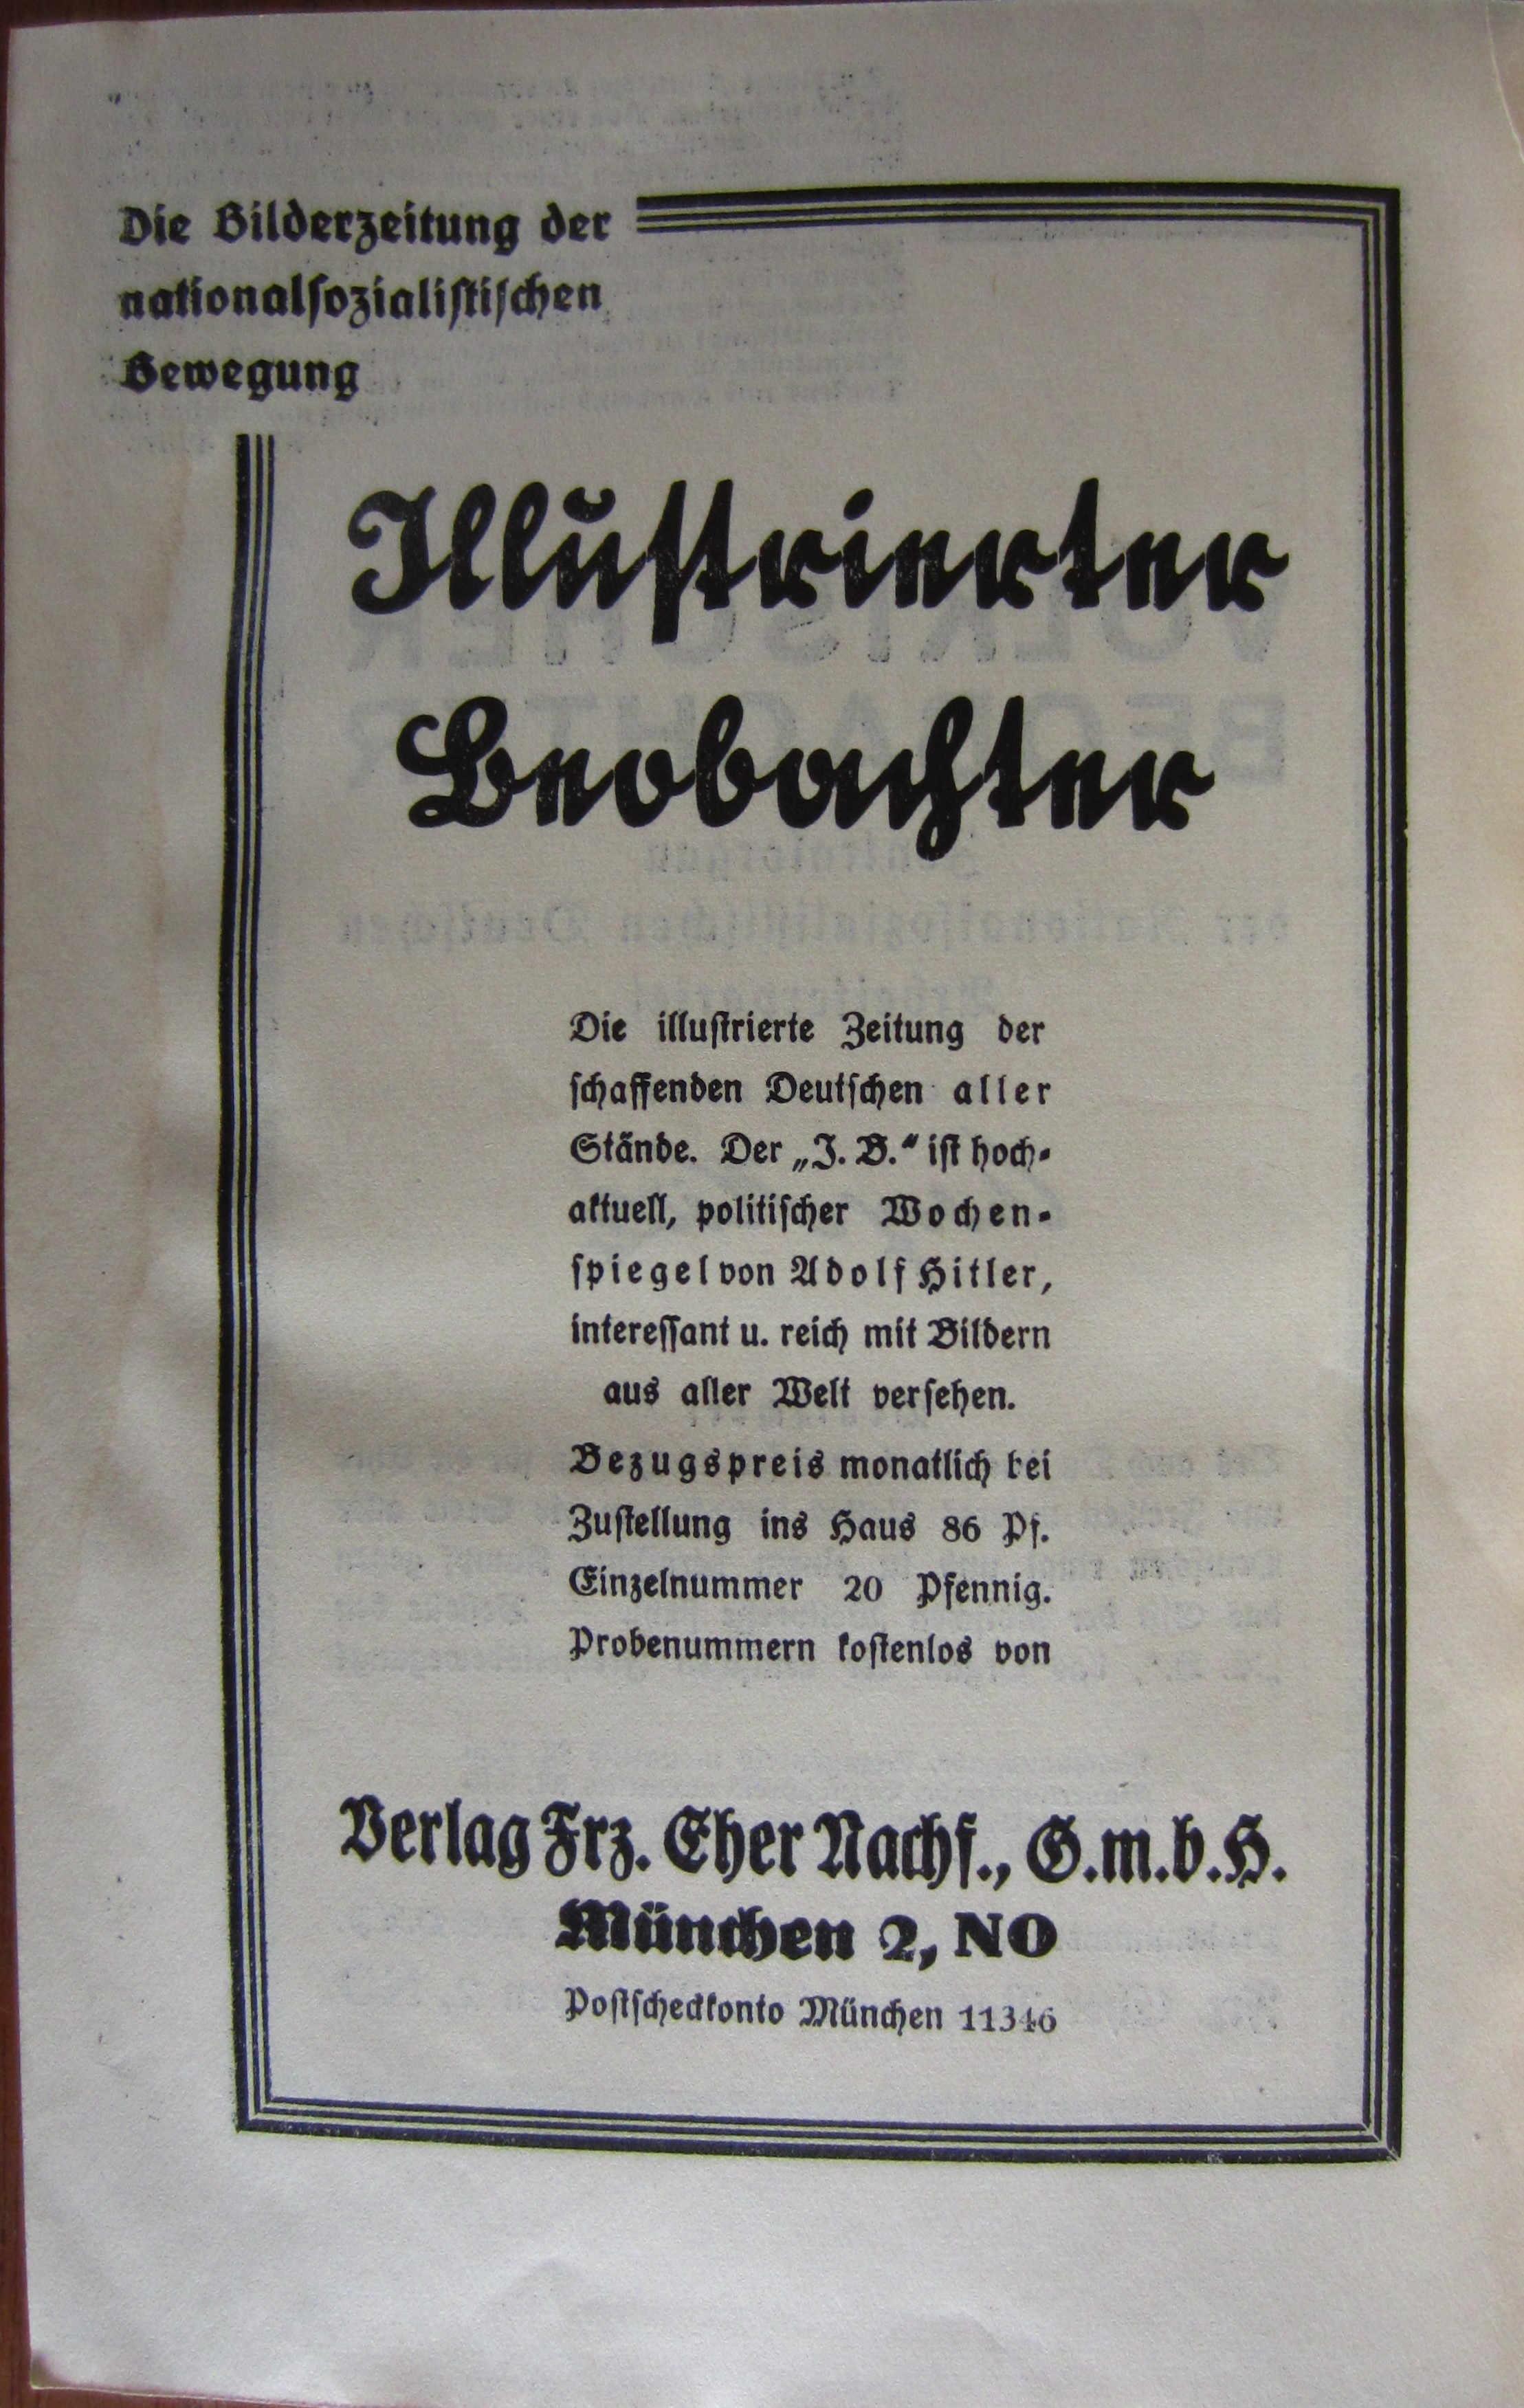 Die Bilderzeitung der
nationalsozialistischen
Bewegung
Illustrierter
Beobachter
Die illustrierte Zeitung der
schaffenden Deutschen aller
Stände. Der „J. B.“ ist hoch-
aktuell, politischer Wochen-
spiegel von Adolf Hitler,
interessant u. reich mit Bildern
aus aller Welt versehen.
Bezugspreis monatlich bei
Zustellung ins Haus 86 Pf.
Einzelnummer 20 Pfennig.
Probenummern kostenlos von
Verlag Frz. Eher Nachf., G.m.b.H.
München 2, NO
Postscheckkonto München 11346